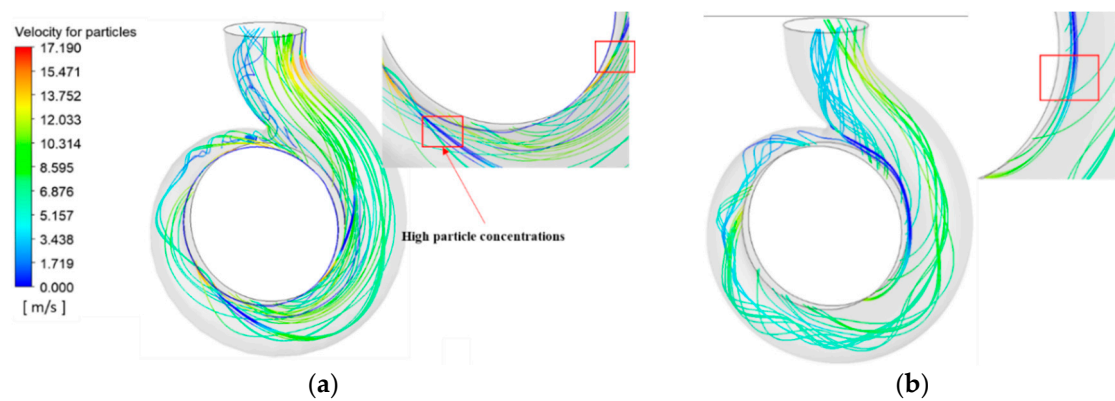 Velocity for particles
17.190
15.471
13.752
12.033
10.314
8.595
6.876
5.157
3.438
1.719
0.000
[ m/s ]
High particle concentrations
(a)
(b)